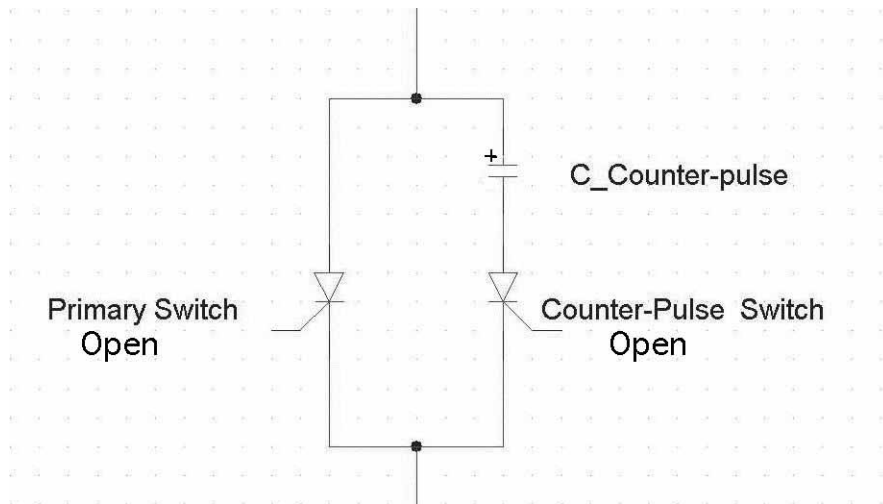 +
C_Counter-pulse
Primary Switch
Open
Counter-Pulse Switch
Open